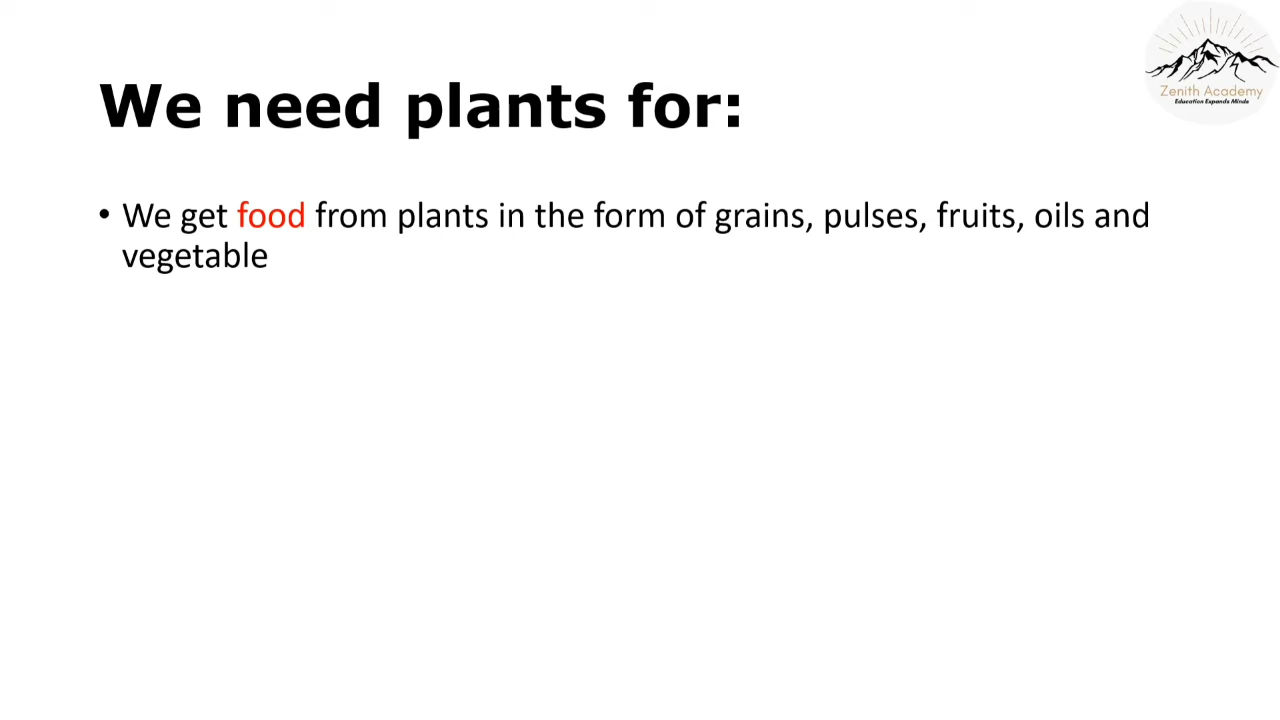 Zenith Academy
Education Expands Minds
We need plants for:
• We get food from plants in the form of grains, pulses, fruits, oils and
vegetable